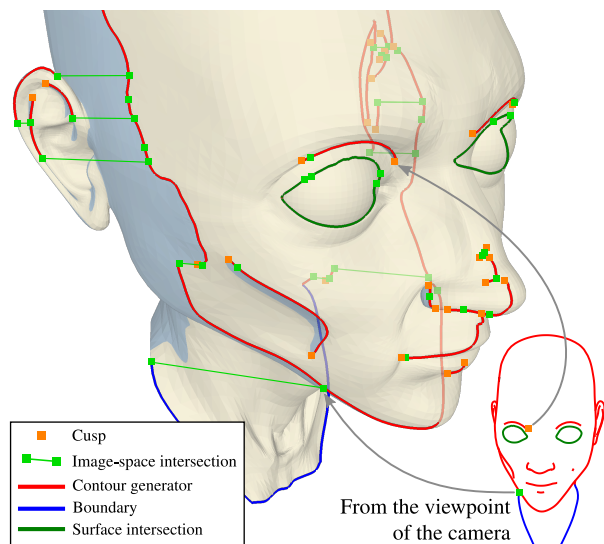 Cusp
Image-space intersection
Contour generator
Boundary
Surface intersection
From the viewpoint
of the camera